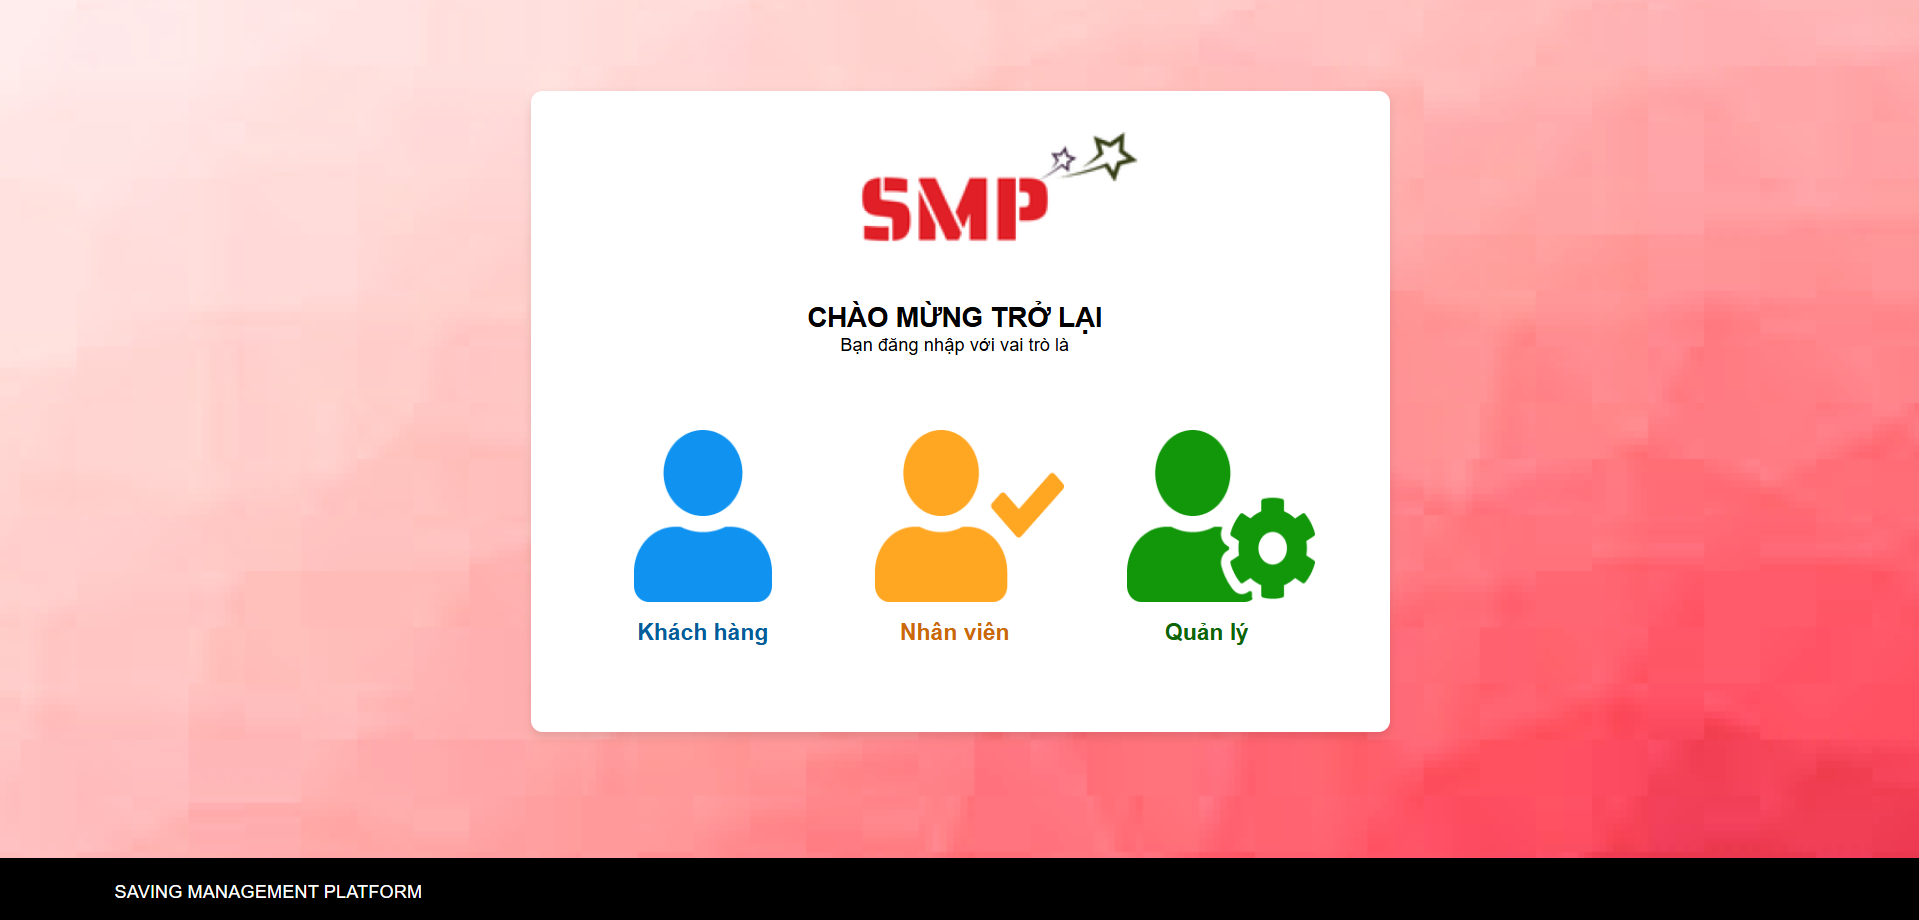 SMP
CHÀO MỪNG TRỞ LẠI
Bạn đăng nhập với vai trò là
Khách hàng
Nhân viên
Quản lý
SAVING MANAGEMENT PLATFORM